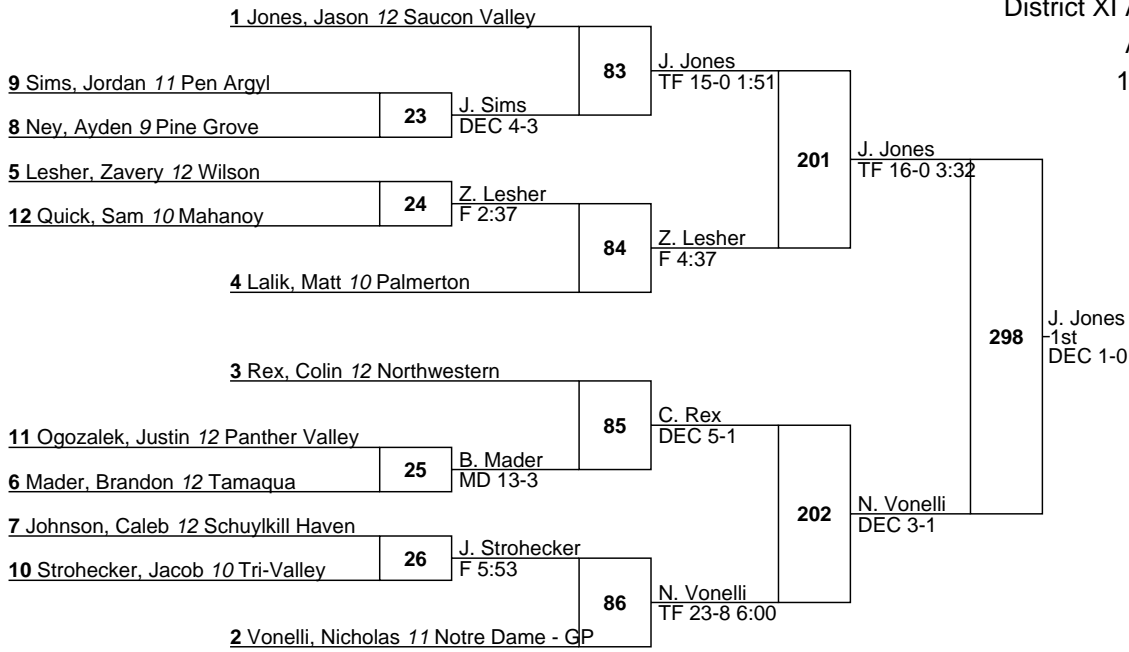 District XI A
1 Jones, Jason 12 Saucon Valley
1
83
J. Jones
TF 15-0 1:51
9 Sims, Jordan 11 Pen Argyl
23
J. Sims
DEC 4-3
8 Ney, Ayden 9 Pine Grove
201
J. Jones
TF 16-0 3:32
5 Lesher, Zavery 12 Wilson
24
Z. Lesher
F 2:37
12 Quick, Sam 10 Mahanoy
84
Z. Lesher
F 4:37
4 Lalik, Matt 10 Palmerton
298
J. Jones
1st
DEC 1-0
3 Rex, Colin 12 Northwestern
85
C. Rex
DEC 5-1
11 Ogozalek, Justin 12 Panther Valley
25
B. Mader
MD 13-3
6 Mader, Brandon 12 Tamaqua
202
N. Vonelli
DEC 3-1
7 Johnson, Caleb 12 Schuylkill Haven
26
J. Strohecker
F 5:53
10 Strohecker, Jacob 10 Tri-Valley
86
N. Vonelli
TF 23-8 6:00
2 Vonelli, Nicholas 11 Notre Dame - GP